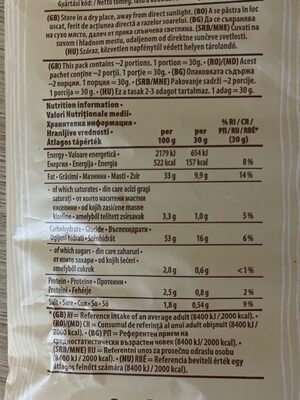 Gyártási kód: / Nettó tömeg,
(GB) Store in a dry place, away from direct sunlight. (RO) A se păstra în loc
uscat, ferit de acțiunea directă a razelor soarelui. (BG) Да се съхранява
на сухо място, далеч от пряка слънчева светлина. (SRB/MNE) Čuvati na
suvom i hladnom mestu, udaljenom od direktne sunčeve svetlosti.
(HU) Száraz, közvetlen napfénytől védett helyen tárolandó.
(GB) This pack contains ~2 portions. 1 portion = 30g. • (RO)/(MD) Acest
pachet conține ~2 porții, 1 porție = 30g. • (BG) Опаковката съдържа
~2 порции. 1 порция = 30g. • (SRB/MNE) Pakovanje sadrži ~2 porcije.
1 porcija = 30 g. • (HU) Ez a tasak 2-3 adagot tartalmaz. 1 adag = 30 g.
Nutrition information •
Valori Nutriționale medii •
Хранителна информация •
Hranljive vrednosti •
Átlagos tápérték
per
100 g
per
30 g
% RI / CR /
РП / RU / RBÉ*
(30 g)
Energy • Valoare energetică •
Енергия • Energija • Energia
2179 kJ
522 kcal
654 kJ
157 kcal
8 %
Fat • Grăsimi • Мазнини • Masti • Zsír
33 g
9,9 g
14 %
- of which saturates • din care acizi grași
saturați • от които наситени мастни
киселини • od kojih zasićene masne
kiseline • amelyből telített zsírsavak
3,3 g
1,0 g
5 %
Carbohydrate • Glucide • Въглехидрати •
Ugljeni hidrati • Szénhidrát
53 g
16 g
6 %
- of which sugars • din care zaharuri •
от които захари • od kojih šećeri •
amelyből cukrok
2,0 g
0,6 g
<1 %
Protein • Proteine • Протеини •
Proteini • Fehérje
2,5 g
0,8 g
2 %
Salt • Sare • Сол • So • Só
1,8 g
0,54 g
9 %
* (GB) RI = Reference intake of an average adult (8400 kJ / 2000 kcal). •
(RO)/(MD) CR = Consumul de referință al unui adult obișnuit (8400 kJ /
2000 kcal). • (BG) РП = Референтен прием на
средностатистически възрастен човек (8400 kJ / 2000 kcal). •
(SRB/MNE) RU = Referentni unos za prosečnu odraslu osobu
(8400 kJ / 2000 kcal). • (HU) RBÉ = Referencia beviteli érték egy
átlagos felnőtt számára (8400 kJ / 2000 kcal).